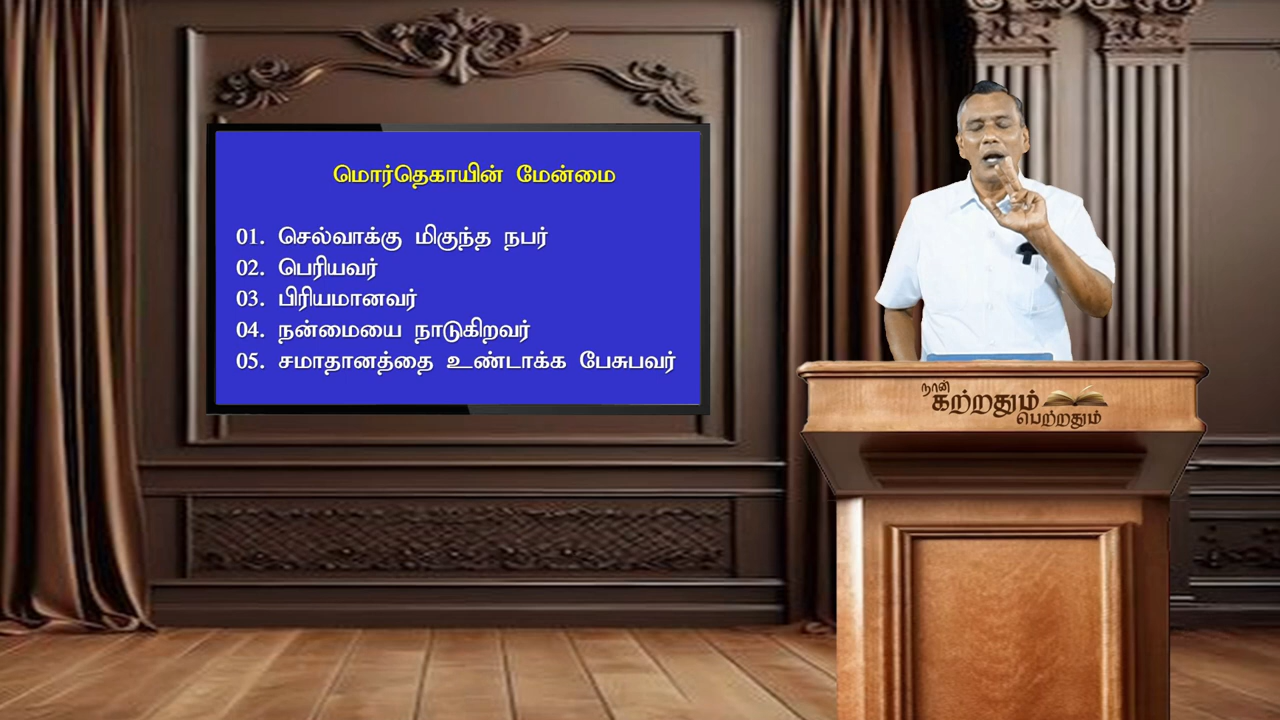 மொர்தெகாயின் மேன்மை
01. செல்வாக்கு மிகுந்த நபர்
02. பெரியவர்
03. பிரியமானவர்
04. நன்மையை நாடுகிறவர்
05. சமாதானத்தை உண்டாக்க பேசுபவர்
நான்
கற்றதும்
பெற்றதும்